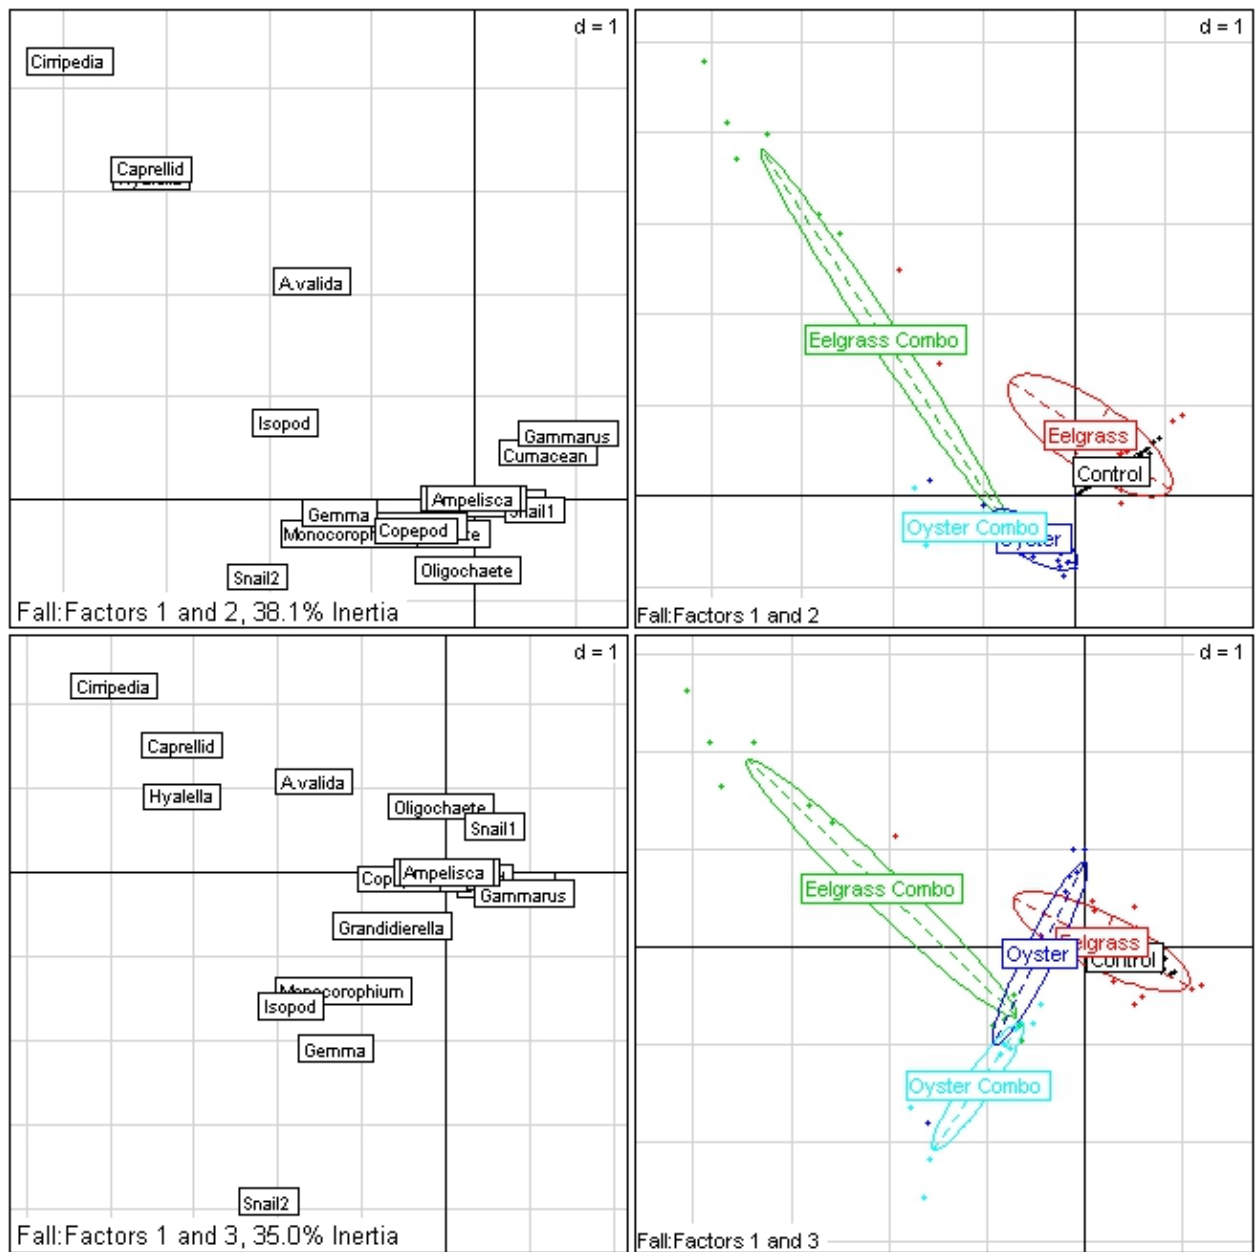 d = 1
Cirripedia
Caprellid
A.valida
Isopod
Gammarus
Cumacean
Ampelisca
Gemma
Copepod
Oligochaete
Snail2
Fall:Factors 1 and 2, 38.1% Inertia
d = 1
Eelgrass Combo
Eelgrass
Control
Oyster Combo
Fall:Factors 1 and 2
d = 1
Cirripedia
Caprellid
A.valida
Hyalella
Oligochaete
Snail1
Ampelisca
Gammarus
Grandidierella
Monocorophium
Isopod
Gemma
Snail2
Fall:Factors 1 and 3, 35.0% Inertia
d = 1
Eelgrass Combo
Eelgrass
Oyster
Control
Oyster Combo
Fall:Factors 1 and 3